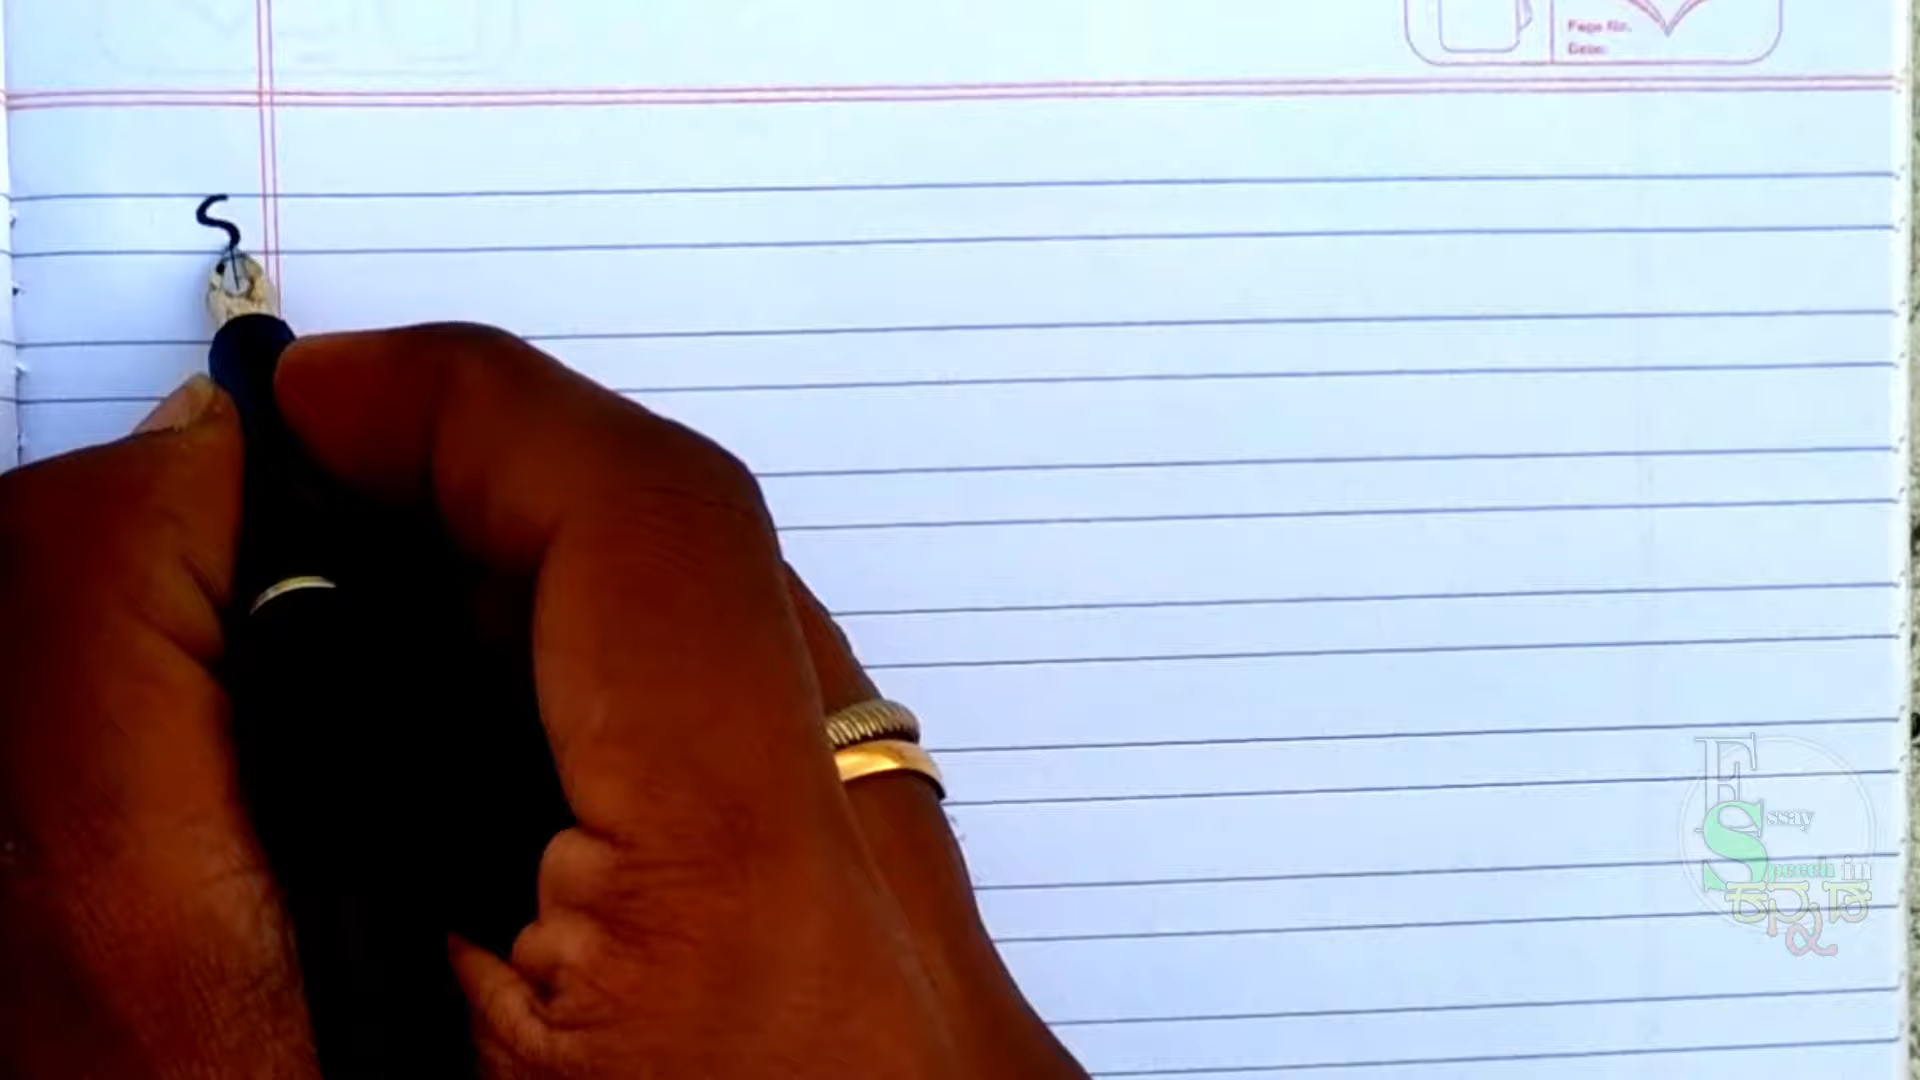 Page No.
Date:
S
Essay
Speech in
ಕನ್ನಡ